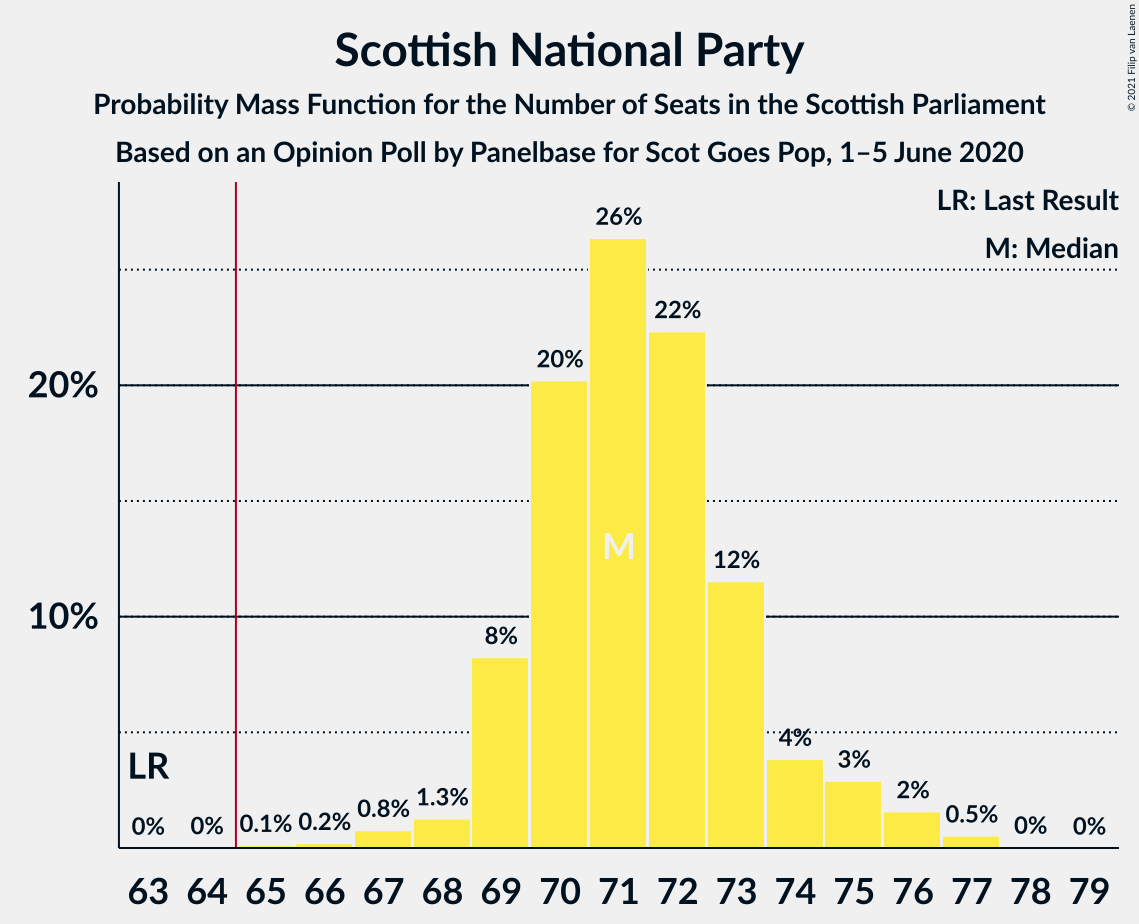 Scottish National Party
Probability Mass Function for the Number of Seats in the Scottish Parliament
Based on an Opinion Poll by Panelbase for Scot Goes Pop, 1–5 June 2020
© 2021 Filip van Laenen
LR: Last Result
M: Median
20%
10%
LR
M
0% 0% 0.1% 0.2% 0.8% 1.3% 8% 20% 26% 22% 12% 4% 3% 2% 0.5% 0% 0%
63 64 65 66 67 68 69 70 71 72 73 74 75 76 77 78 79